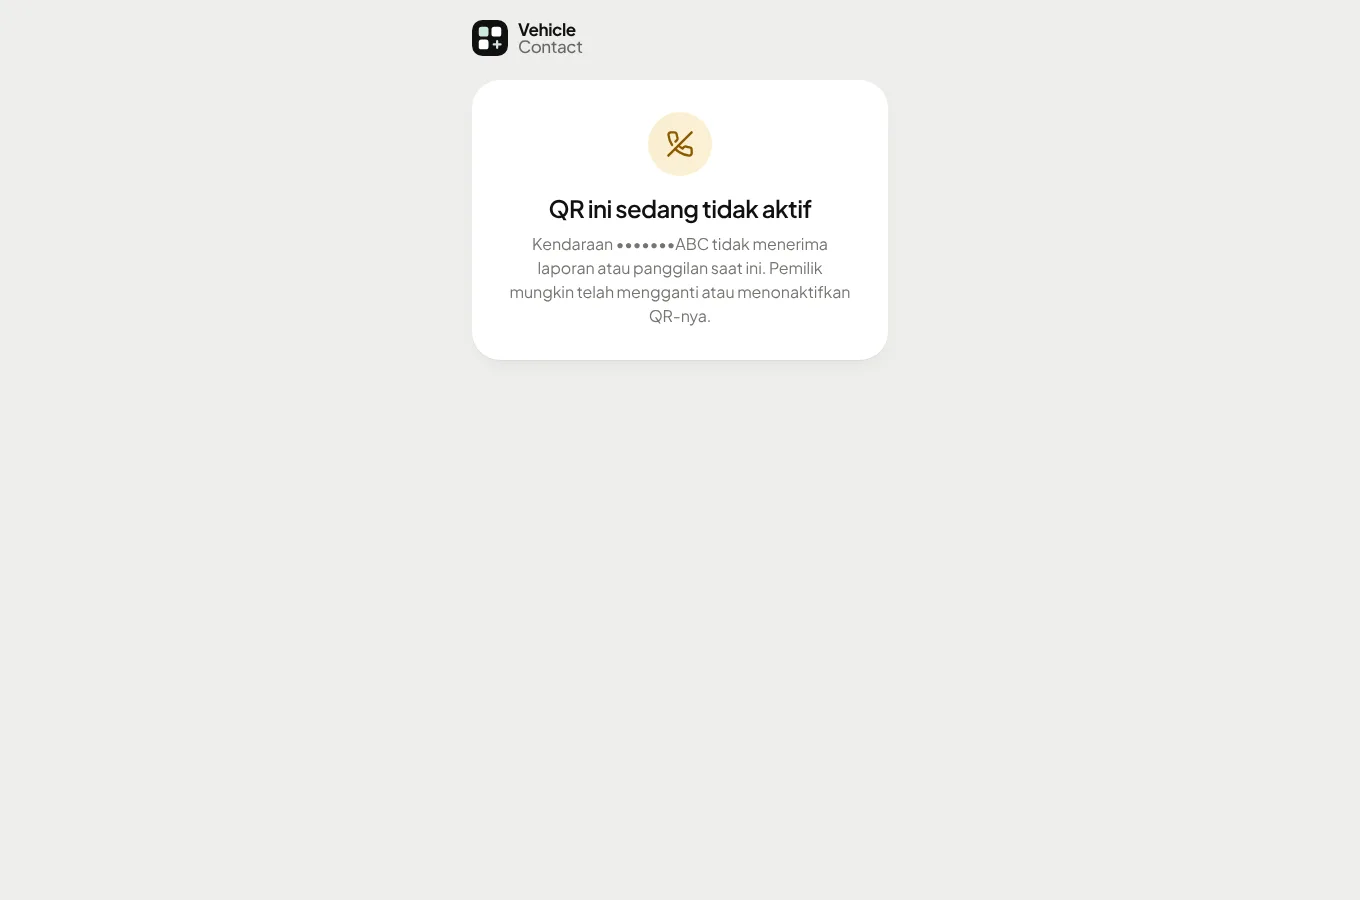 Vehicle
Contact
QR ini sedang tidak aktif
Kendaraan •••••••ABC tidak menerima
laporan atau panggilan saat ini. Pemilik
mungkin telah mengganti atau menonaktifkan
QR-nya.